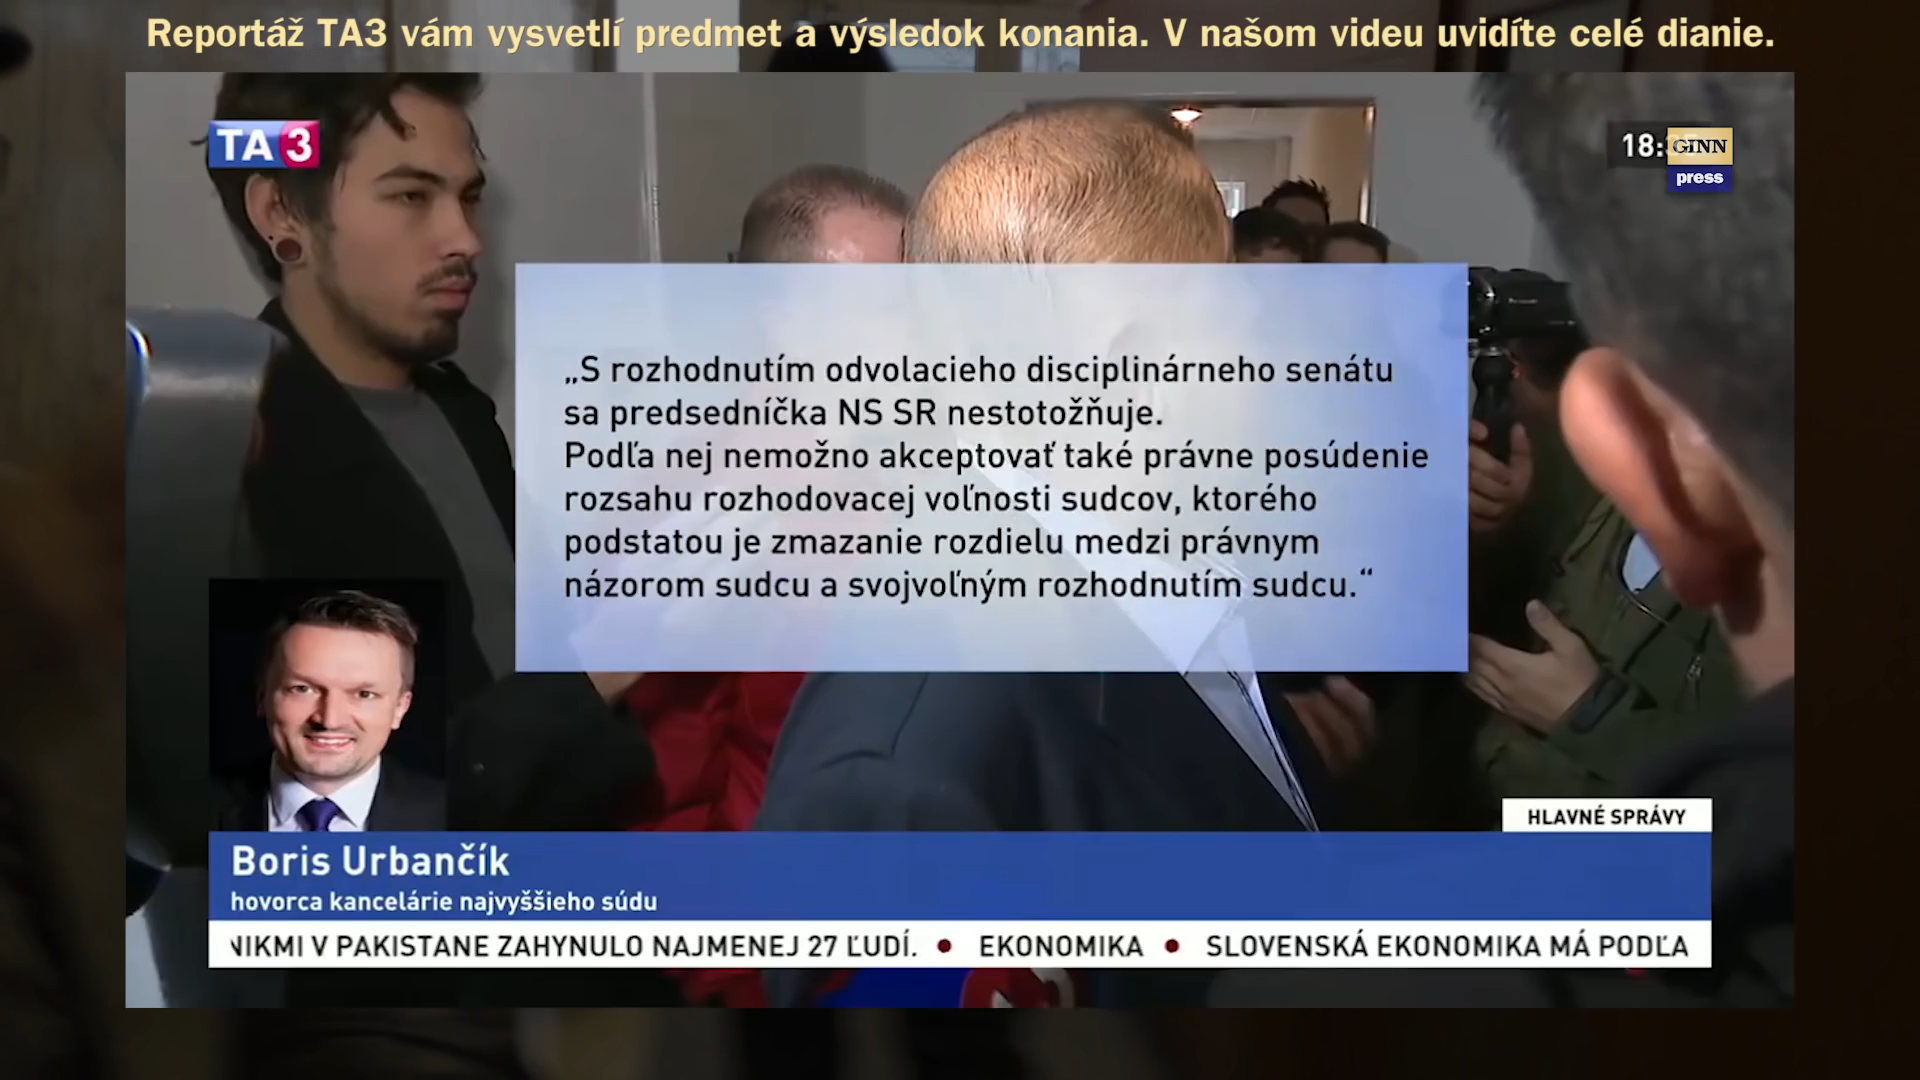 Reportáž TA3 vám vysvetlí predmet a výsledok konania. V našom videu uvidíte celé dianie.
TA3
18:
GINN
press
„S rozhodnutím odvolacieho disciplinárneho senátu
sa predsedníčka NS SR nestotožňuje.
Podľa nej nemožno akceptovať také právne posúdenie
rozsahu rozhodovacej voľnosti sudcov, ktorého
podstatou je zmazanie rozdielu medzi právnym
názorom sudcu a svojvoľným rozhodnutím sudcu.“
HLAVNÉ SPRÁVY
Boris Urbančík
hovorca kancelárie najvyššieho súdu
NIKMI V PAKISTANE ZAHYNULO NAJMENEJ 27 ĽUDÍ. • EKONOMIKA • SLOVENSKÁ EKONOMIKA MÁ PODĽA